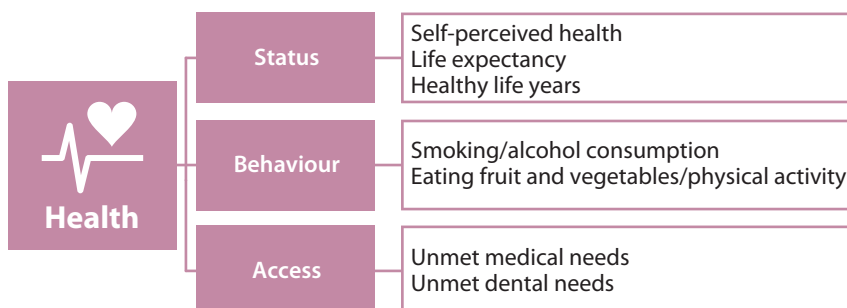 Health
Status
Self-perceived health
Life expectancy
Healthy life years
Behaviour
Smoking/alcohol consumption
Eating fruit and vegetables/physical activity
Access
Unmet medical needs
Unmet dental needs